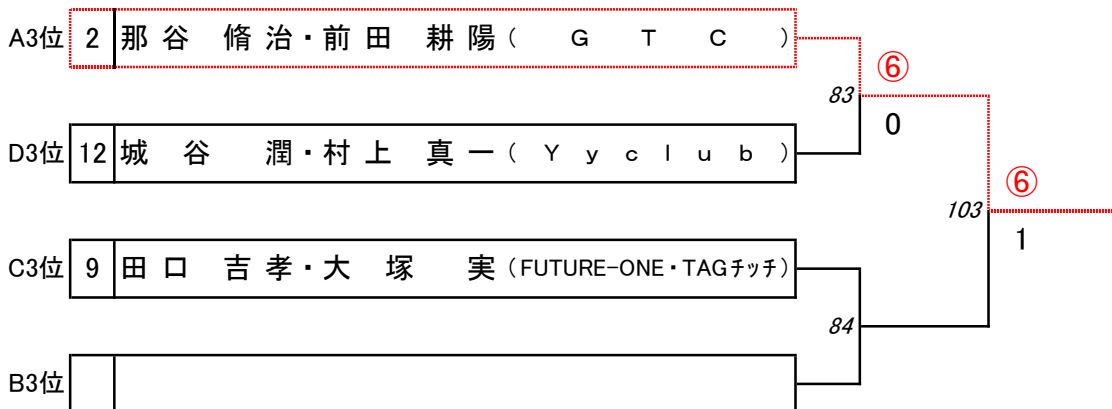 A3位 2 那谷 脩治・前田 耕陽(GTC)
⑥
83
0
D3位 12 城谷 潤・村上 真一(Yyclub)
⑥
103
1
C3位 9 田口 吉孝・大塚 実(FUTURE-ONE・TAGチッチ)
84
B3位